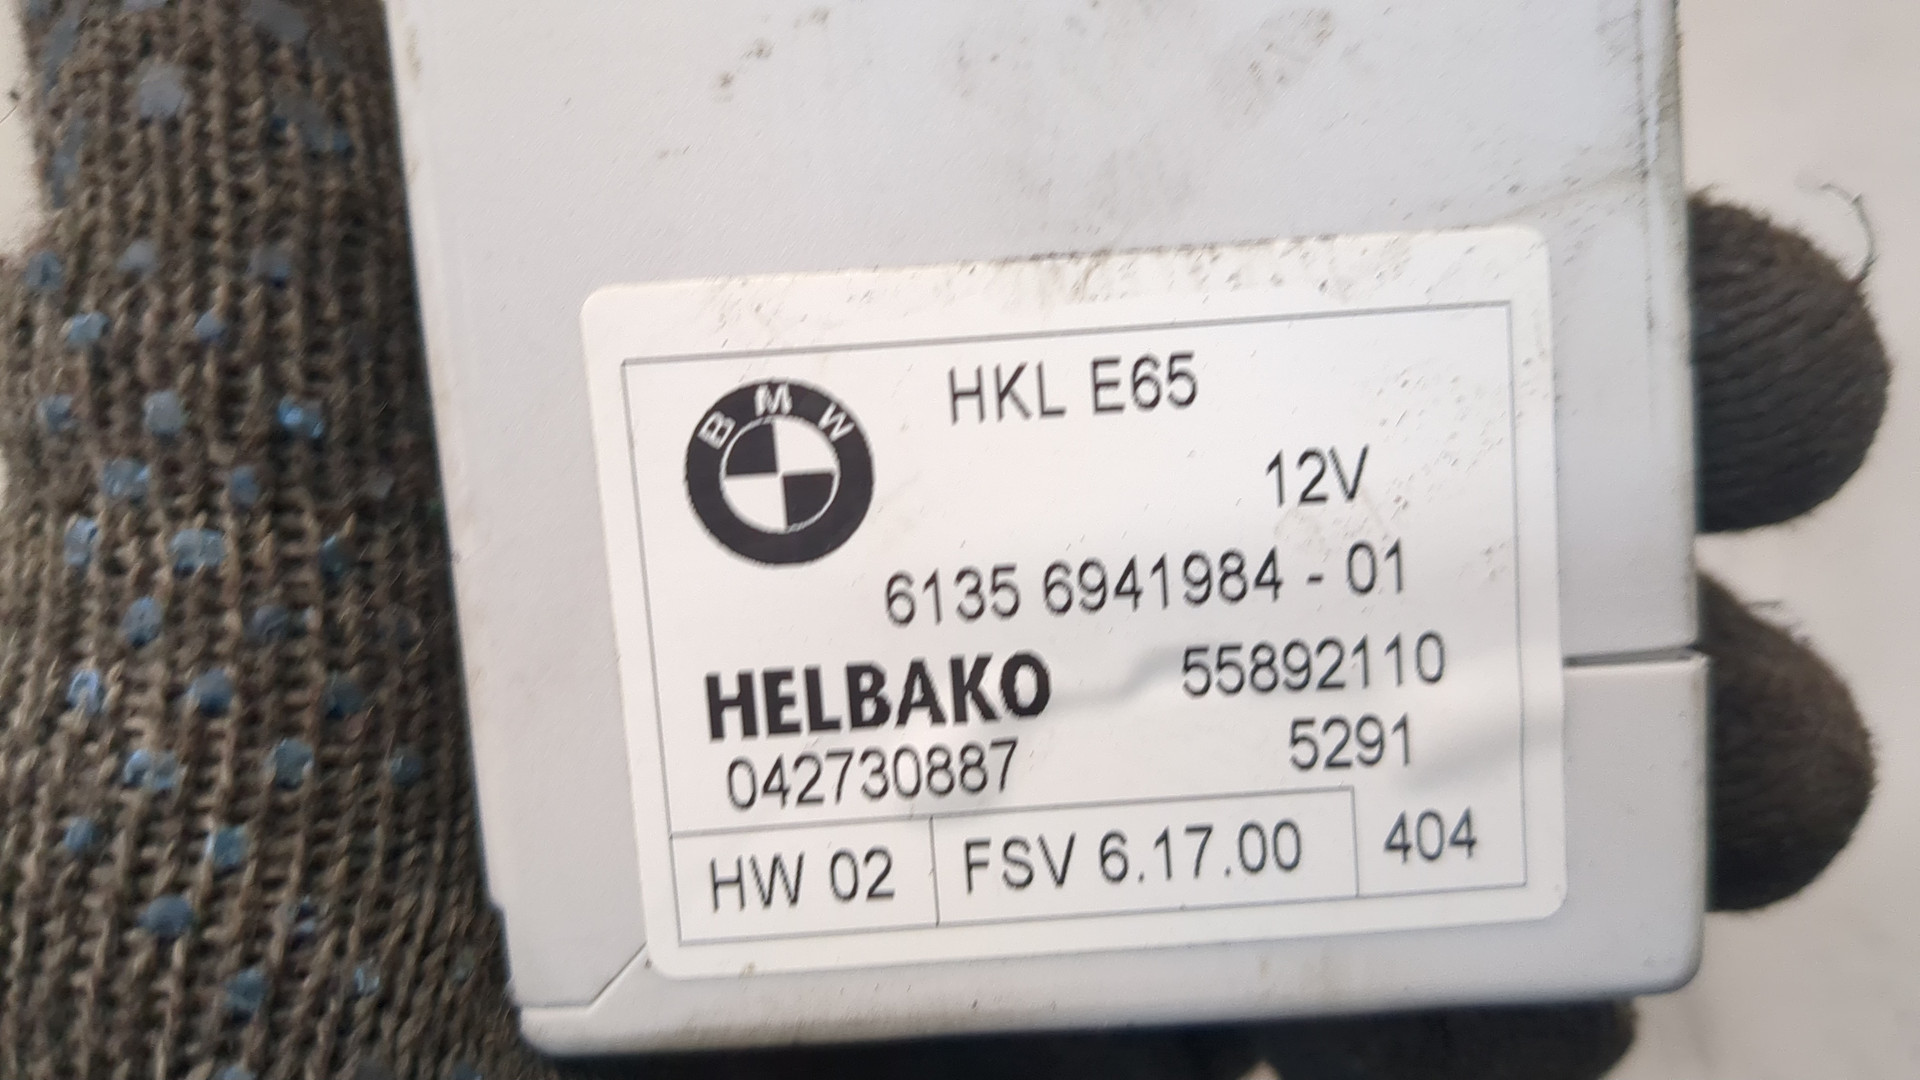 BMW
HKL E65
12V
6135 6941984 - 01
HELBAKO 55892110
042730887 5291
HW 02 FSV 6.17.00 404